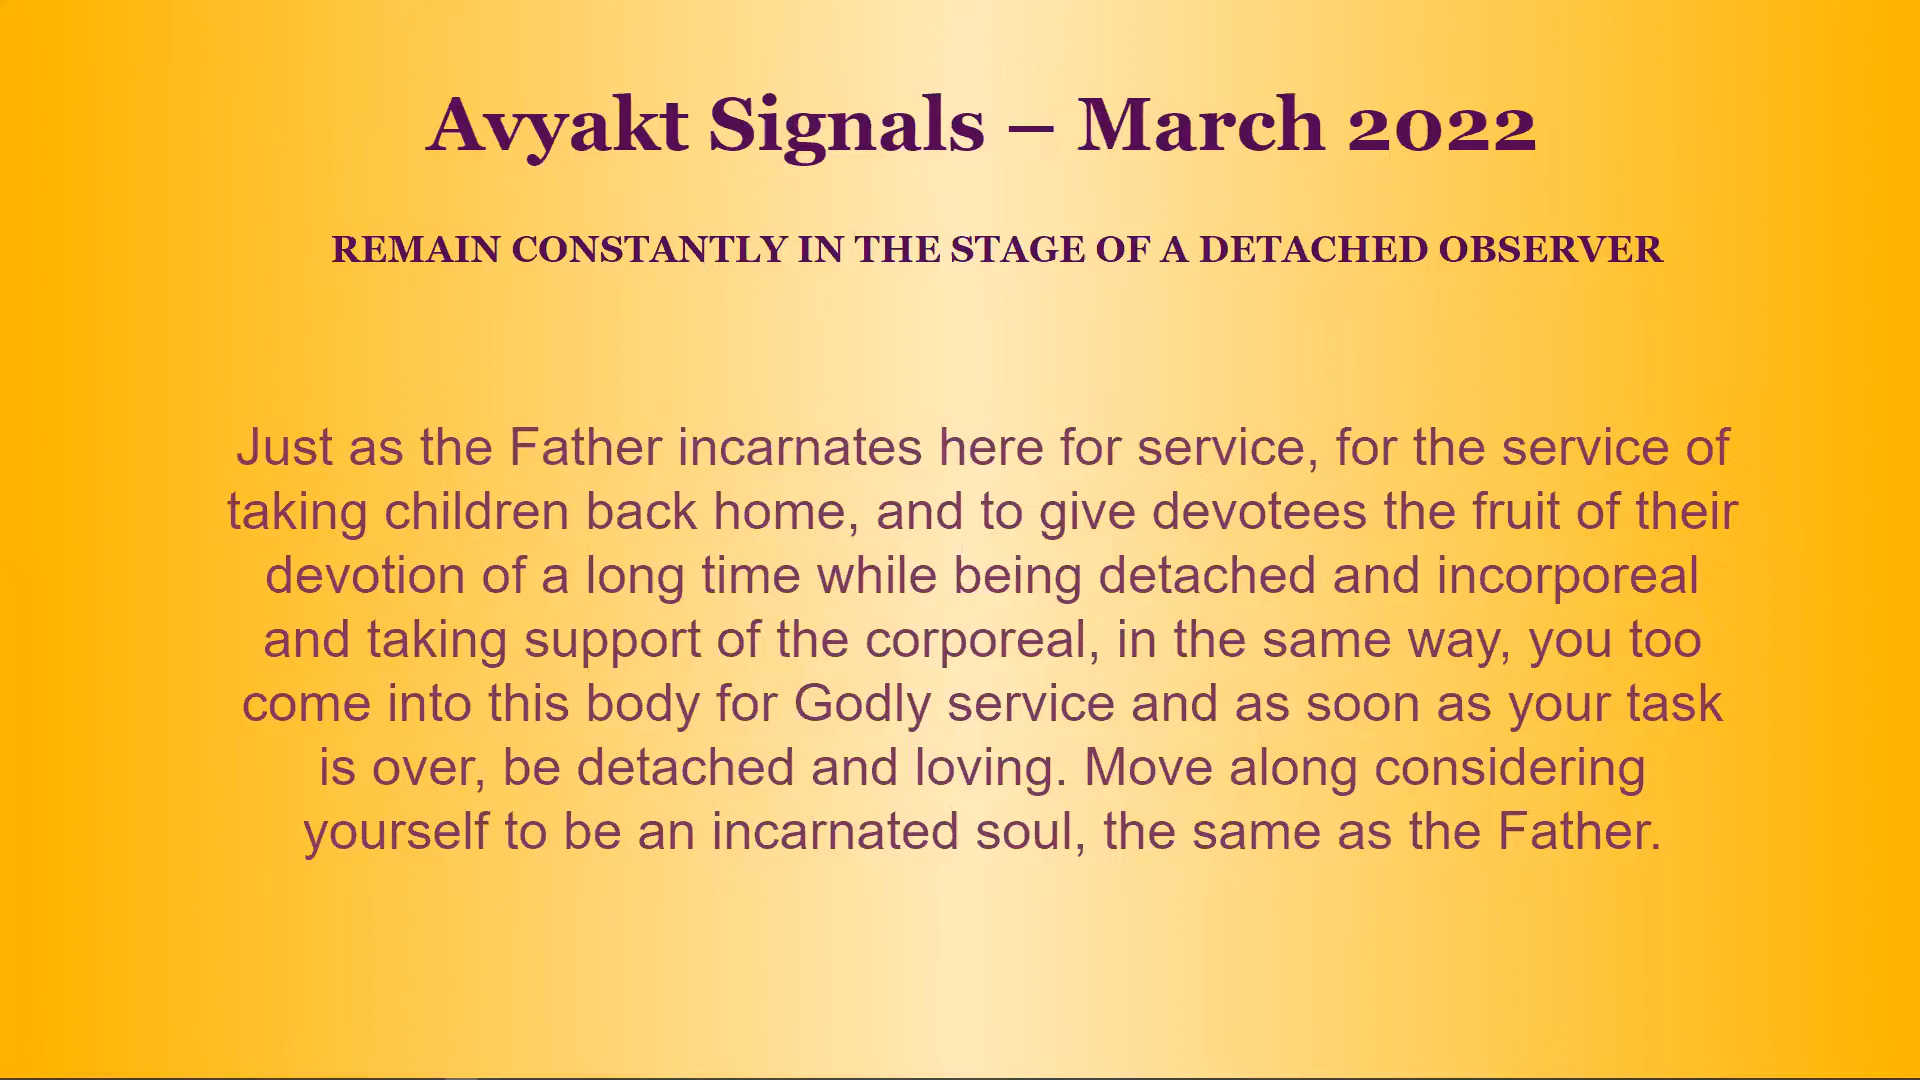 Avyakt Signals – March 2022
REMAIN CONSTANTLY IN THE STAGE OF A DETACHED OBSERVER
Just as the Father incarnates here for service, for the service of
taking children back home, and to give devotees the fruit of their
devotion of a long time while being detached and incorporeal
and taking support of the corporeal, in the same way, you too
come into this body for Godly service and as soon as your task
is over, be detached and loving. Move along considering
yourself to be an incarnated soul, the same as the Father.